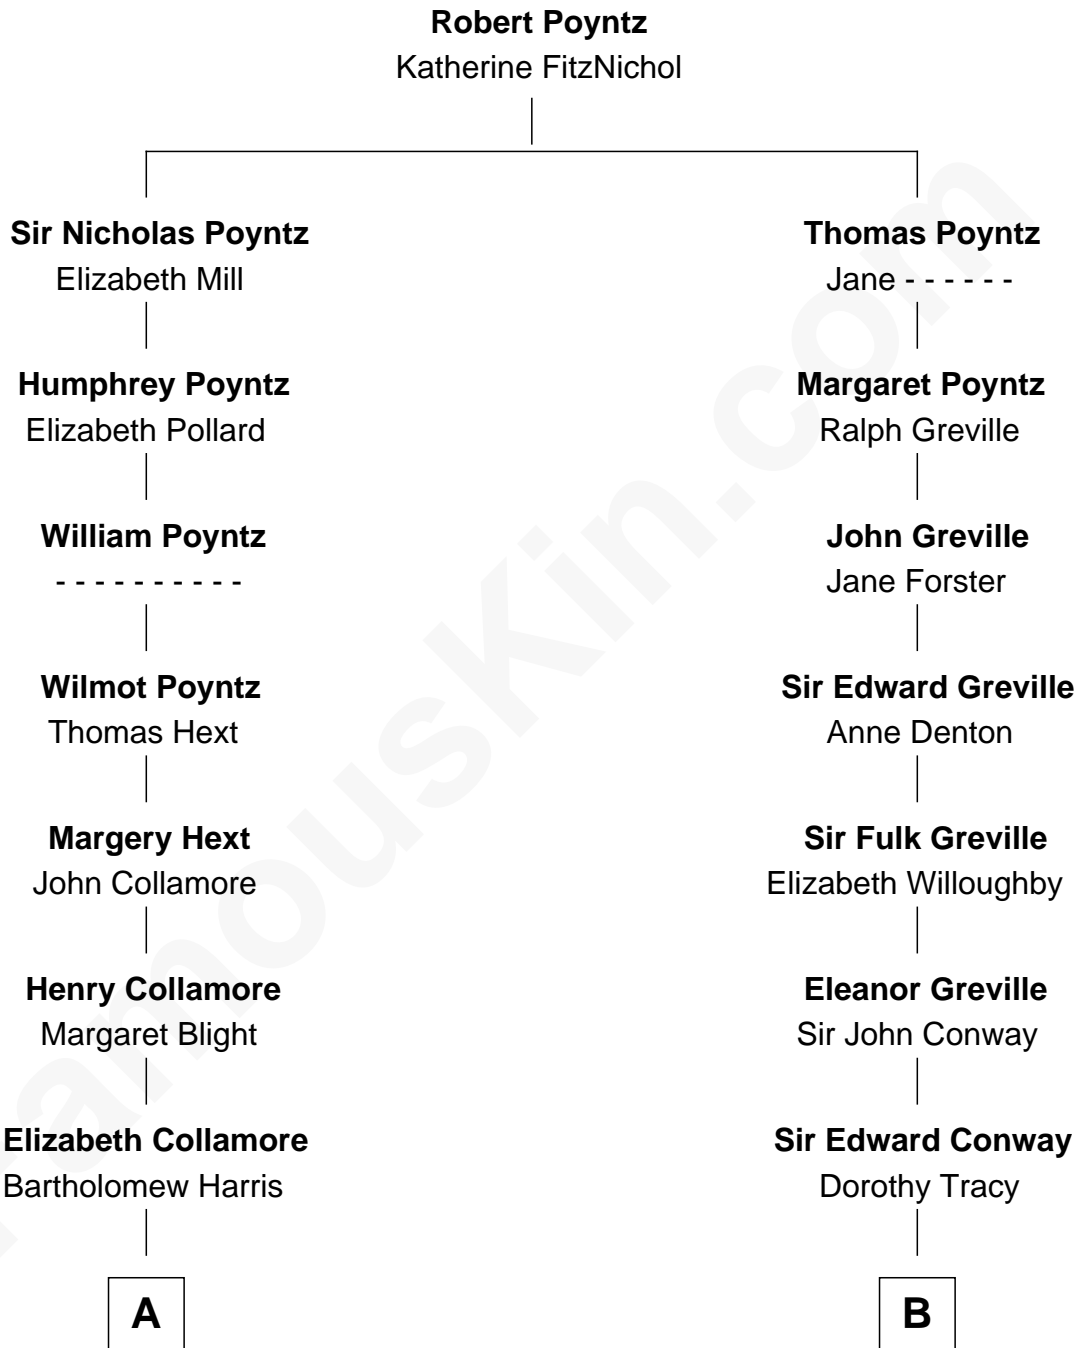 Robert Poyntz
Katherine FitzNichol
Sir Nicholas Poyntz
Elizabeth Mill
Humphrey Poyntz
Elizabeth Pollard
William Poyntz
- - - - - - - - - -
Wilmot Poyntz
Thomas Hext
Margery Hext
John Collamore
Henry Collamore
Margaret Blight
Elizabeth Collamore
Bartholomew Harris
A
Thomas Poyntz
Jane - - - - - -
Margaret Poyntz
Ralph Greville
John Greville
Jane Forster
Sir Edward Greville
Anne Denton
Sir Fulk Greville
Elizabeth Willoughby
Eleanor Greville
Sir John Conway
Sir Edward Conway
Dorothy Tracy
B
FamousKin.com